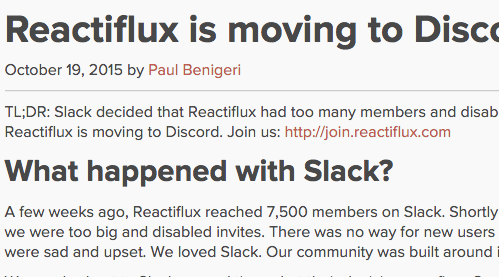 Reactiflux is moving to
October 19, 2015 by Paul Benigeri
TL;DR: Slack decided that Reactiflux had too many members and
Reactiflux is moving to Discord. Join us: http://join.reactiflux.com
What happened with Slack?
A few weeks ago, Reactiflux reached 7,500 members on Slack. Shortly
we were too big and disabled invites. There was no way for new users
were sad and upset. We loved Slack. Our community was built around